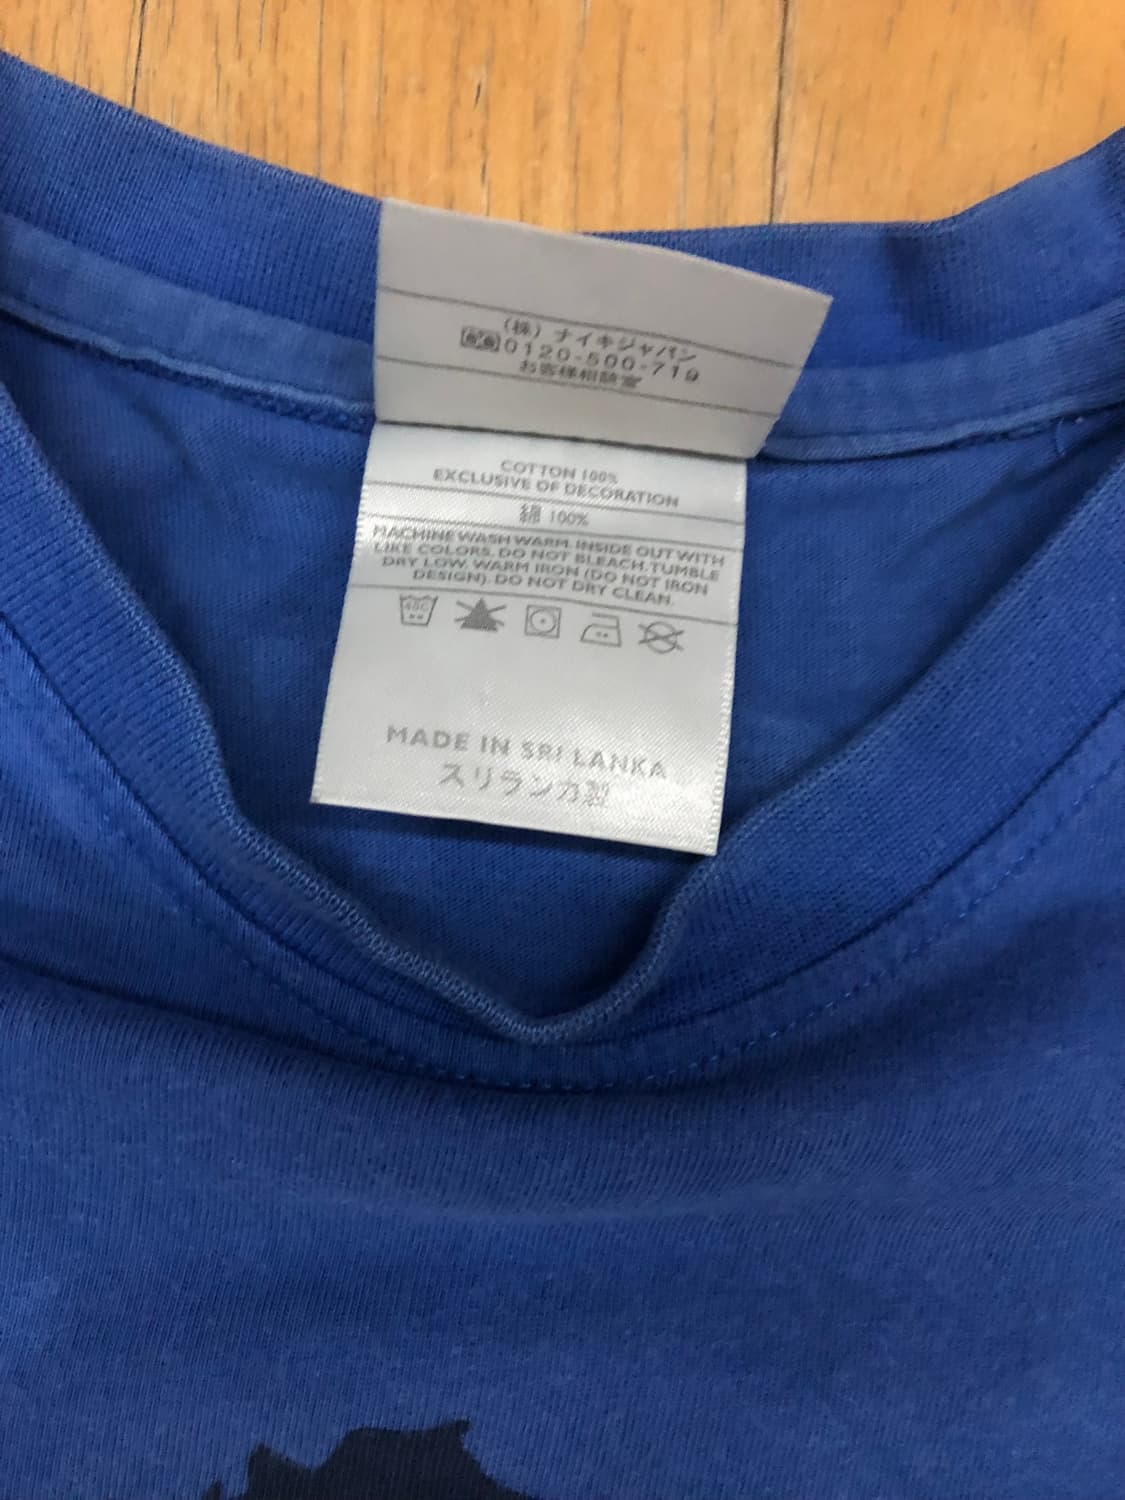 (株) ナイキジャパン
0120-500-719
お客様相談室
COTTON 100%
EXCLUSIVE OF DECORATION
綿 100%
MACHINE WASH WARM. INSIDE OUT WITH
LIKE COLORS. DO NOT BLEACH. TUMBLE
DRY LOW. WARM IRON (DO NOT IRON
DESIGN). DO NOT DRY CLEAN.
40C
MADE IN SRI LANKA
スリランカ製